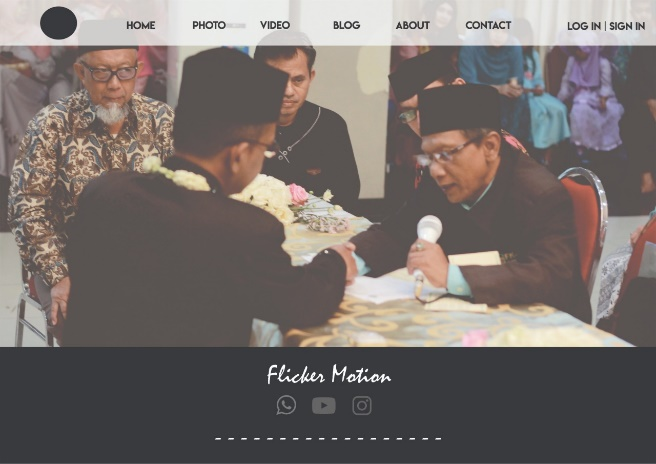 HOME PHOTO VIDEO BLOG ABOUT CONTACT LOG IN | SIGN IN
Flicker Motion